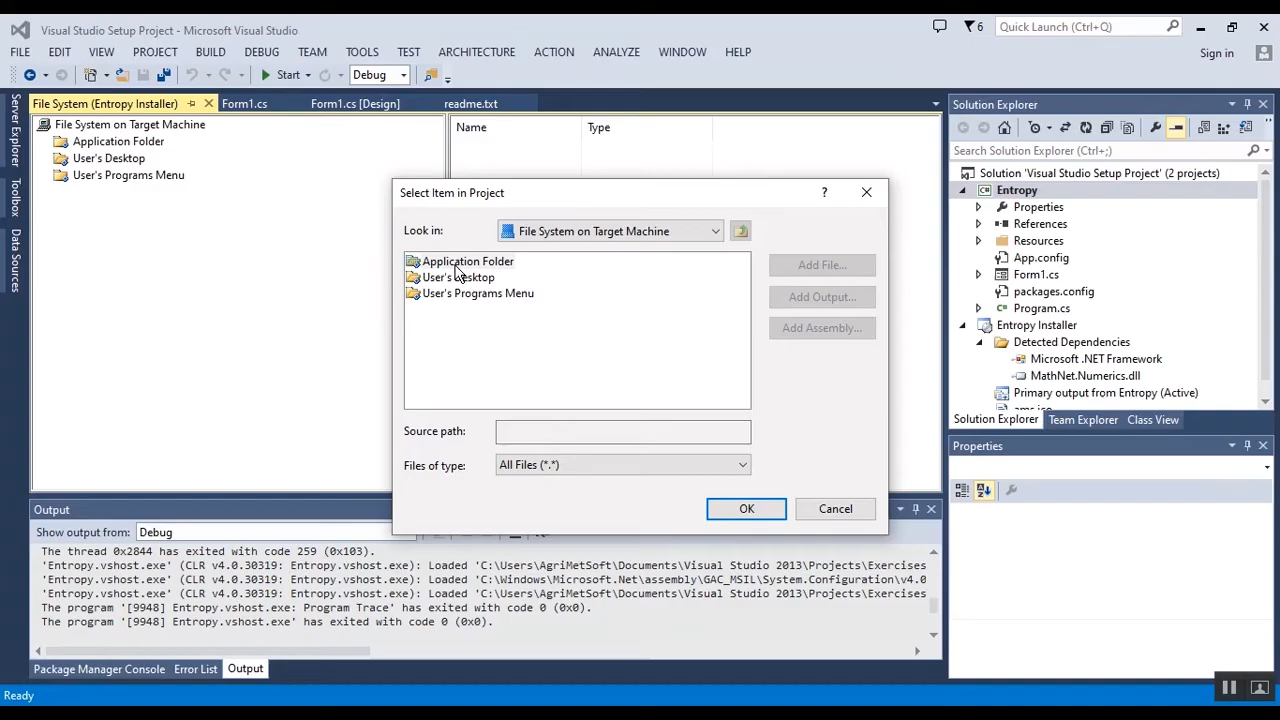 Visual Studio Setup Project - Microsoft Visual Studio
6
Quick Launch (Ctrl+Q)
FILE EDIT VIEW PROJECT BUILD DEBUG TEAM TOOLS TEST ARCHITECTURE ACTION ANALYZE WINDOW HELP
Sign in
Start
Debug
Server Explorer
Toolbox
Data Sources
File System (Entropy Installer)
Form1.cs
Form1.cs [Design]
readme.txt
File System on Target Machine
Application Folder
User's Desktop
User's Programs Menu
Name
Type
Select Item in Project
?
Look in:
File System on Target Machine
Application Folder
User's Desktop
User's Programs Menu
Add File...
Add Output...
Add Assembly...
Source path:
Files of type:
All Files (*.*)
OK
Cancel
Solution Explorer
Search Solution Explorer (Ctrl+;)
Solution 'Visual Studio Setup Project' (2 projects)
Entropy
Properties
References
Resources
App.config
Form1.cs
packages.config
Program.cs
Entropy Installer
Detected Dependencies
Microsoft .NET Framework
MathNet.Numerics.dll
Primary output from Entropy (Active)
ams.ico
Solution Explorer
Team Explorer
Class View
Properties
Output
Show output from:
Debug
The thread 0x2844 has exited with code 259 (0x103).
'Entropy.vshost.exe' (CLR v4.0.30319: Entropy.vshost.exe): Loaded 'C:\Users\AgriMetSoft\Documents\Visual Studio 2013\Projects\Exercises
'Entropy.vshost.exe' (CLR v4.0.30319: Entropy.vshost.exe): Loaded 'C:\Windows\Microsoft.Net\assembly\GAC_MSIL\System.Configuration\v4.0
'Entropy.vshost.exe' (CLR v4.0.30319: Entropy.vshost.exe): Loaded 'C:\Users\AgriMetSoft\Documents\Visual Studio 2013\Projects\Exercises
The program '[9948] Entropy.vshost.exe: Program Trace' has exited with code 0 (0x0).
The program '[9948] Entropy.vshost.exe' has exited with code 0 (0x0).
Package Manager Console
Error List
Output
Ready